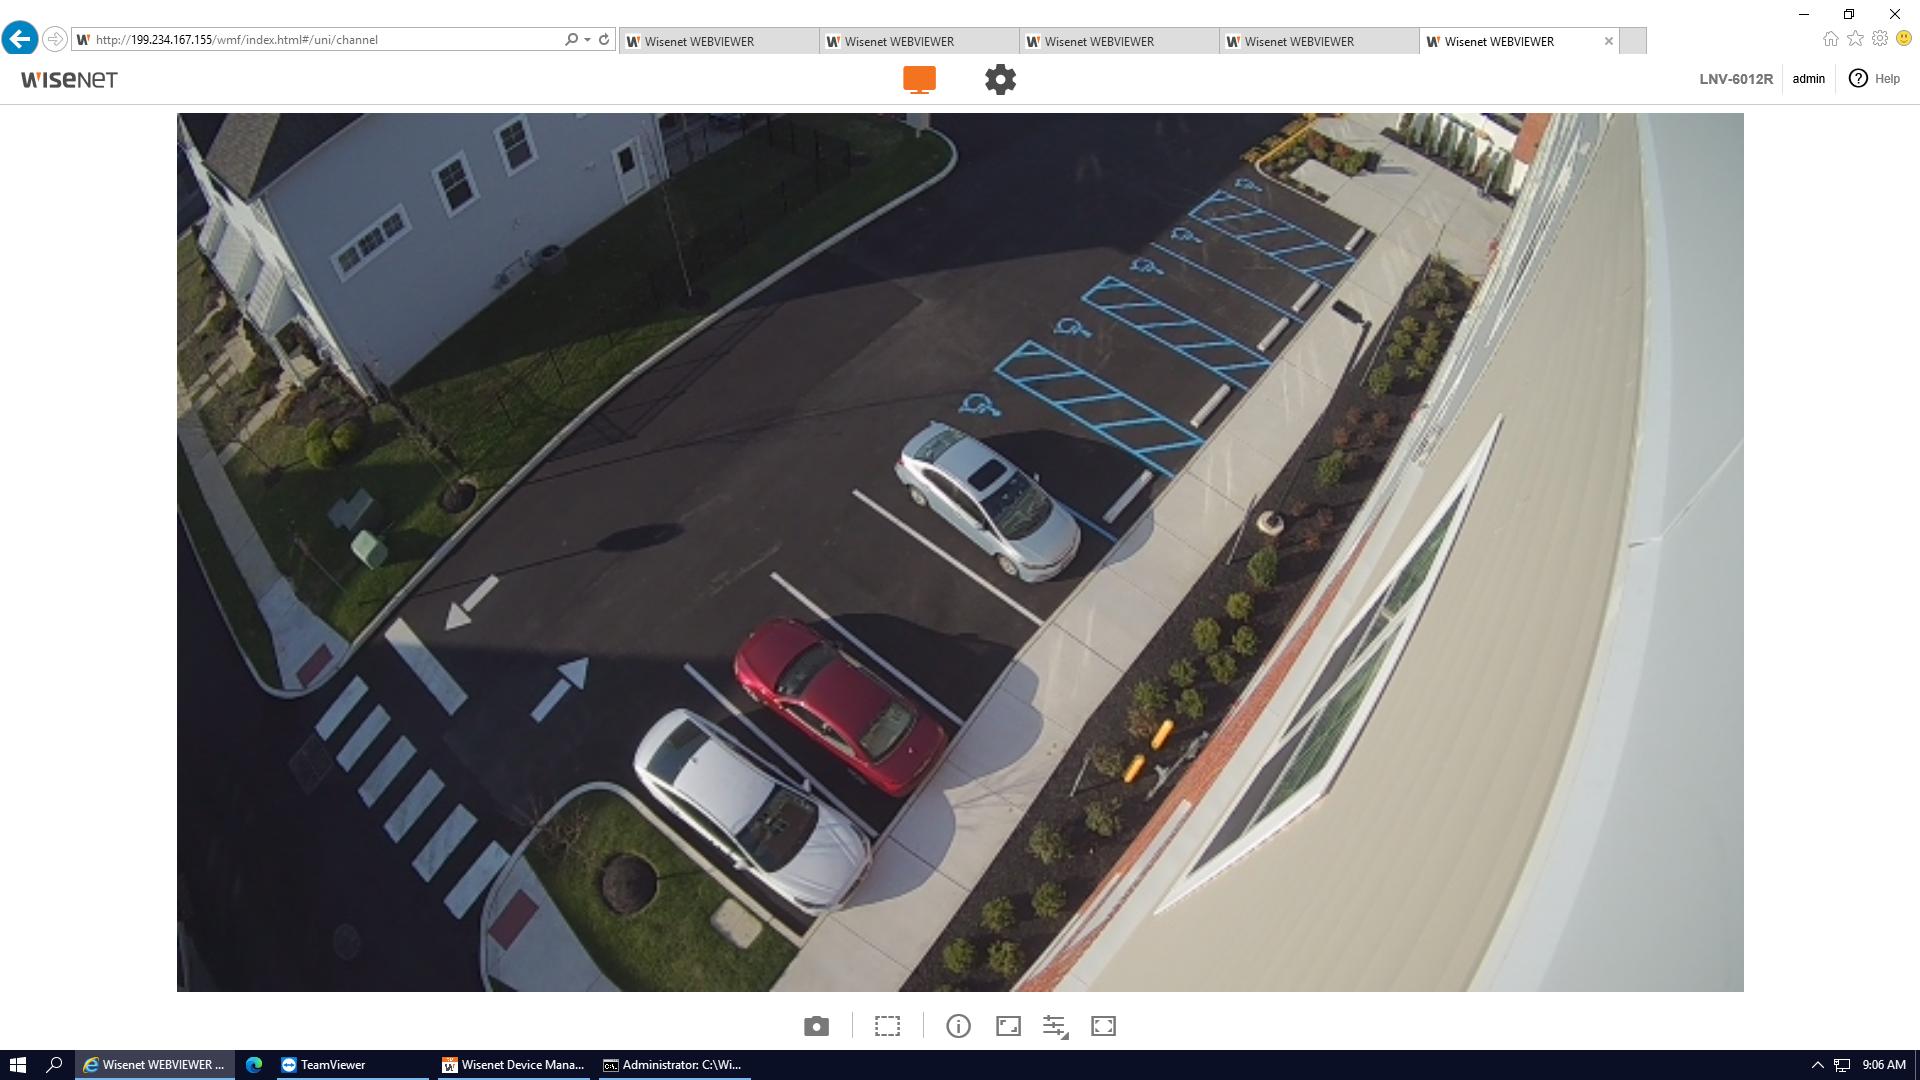 http://199.234.167.155/wmf/index.html#/uni/channel
Wisenet WEBVIEWER
Wisenet WEBVIEWER
Wisenet WEBVIEWER
Wisenet WEBVIEWER
Wisenet WEBVIEWER
WISENET
LNV-6012R
admin
Help
Wisenet WEBVIEWER ...
TeamViewer
Wisenet Device Mana...
Administrator: C:\Wi...
9:06 AM